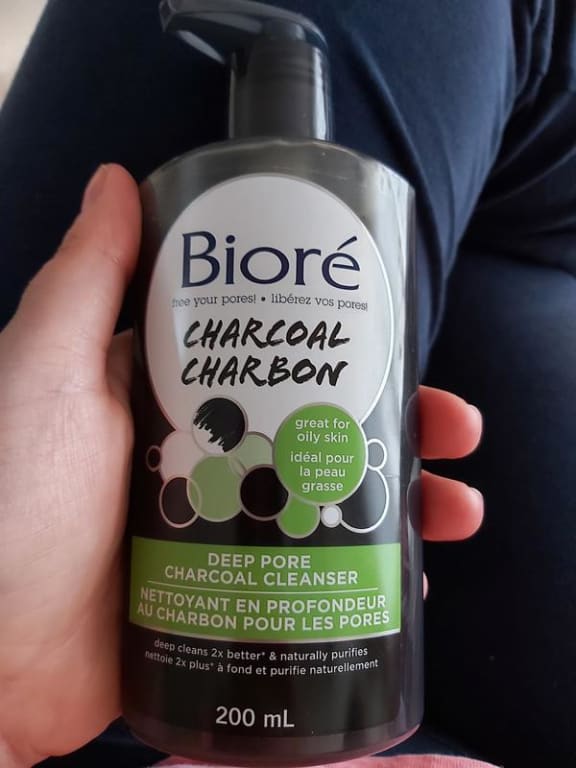 Bioré
free your pores! • libérez vos pores!
CHARCOAL
CHARBON
great for
oily skin
idéal pour
la peau
grasse
DEEP PORE
CHARCOAL CLEANSER
NETTOYANT EN PROFONDEUR
AU CHARBON POUR LES PORES
deep cleans 2x better* & naturally purifies
nettoie 2x plus* à fond et purifie naturellement
200 mL